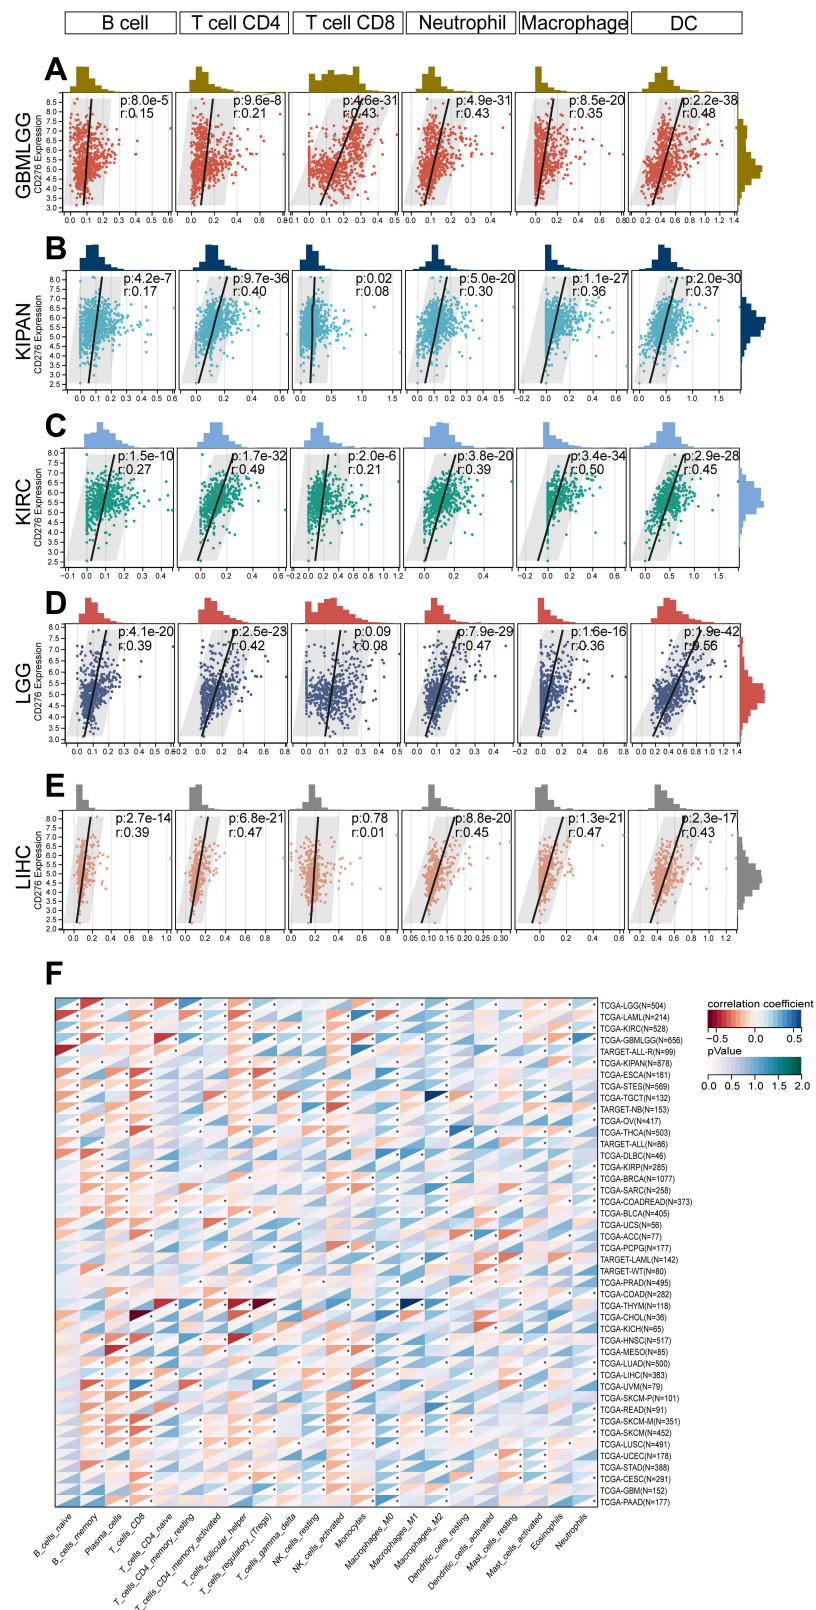 B cell T cell CD4 T cell CD8 Neutrophil Macrophage DC
A
GBMLGG
CD276 Expression
p:8.0e-5 p:9.6e-8 p:4.6e-31 p:4.9e-31 p:8.5e-20 p:2.2e-38
r:0.15 r:0.21 r:0.43 r:0.43 r:0.35 r:0.48
B
KIPAN
CD276 Expression
p:4.2e-7 p:9.7e-36 p:0.02 p:5.0e-20 p:1.1e-27 p:2.0e-30
r:0.17 r:0.40 r:0.08 r:0.30 r:0.36 r:0.37
C
KIRC
CD276 Expression
p:1.5e-10 p:1.7e-32 p:2.0e-6 p:3.8e-20 p:3.4e-34 p:2.9e-28
r:0.27 r:0.49 r:0.21 r:0.39 r:0.50 r:0.45
D
LGG
CD276 Expression
p:4.1e-20 p:2.5e-23 p:0.09 p:7.9e-29 p:1.6e-16 p:1.9e-42
r:0.39 r:0.42 r:0.08 r:0.47 r:0.36 r:0.56
E
LIHC
CD276 Expression
p:2.7e-14 p:6.8e-21 p:0.78 p:8.8e-20 p:1.3e-21 p:2.3e-17
r:0.39 r:0.47 r:0.01 r:0.45 r:0.47 r:0.43
F
correlation coefficient
−0.5 0.0 0.5
pValue
0.0 0.5 1.0 1.5 2.0
TCGA-LGG(N=504)
TCGA-LAML(N=214)
TCGA-KIRC(N=528)
TCGA-GBMLGG(N=656)
TARGET-ALL-R(N=99)
TCGA-KIPAN(N=878)
TCGA-ESCA(N=181)
TCGA-STES(N=569)
TCGA-TGCT(N=132)
TARGET-NB(N=153)
TCGA-OV(N=417)
TCGA-THCA(N=503)
TARGET-ALL(N=86)
TCGA-DLBC(N=46)
TCGA-KIRP(N=285)
TCGA-BRCA(N=1077)
TCGA-SARC(N=258)
TCGA-COADREAD(N=373)
TCGA-BLCA(N=405)
TCGA-UCS(N=56)
TCGA-ACC(N=77)
TCGA-PCPG(N=177)
TARGET-LAML(N=142)
TARGET-WT(N=80)
TCGA-PRAD(N=495)
TCGA-COAD(N=282)
TCGA-THYM(N=118)
TCGA-CHOL(N=36)
TCGA-KICH(N=65)
TCGA-HNSC(N=517)
TCGA-MESO(N=85)
TCGA-LUAD(N=500)
TCGA-LIHC(N=363)
TCGA-UVM(N=79)
TCGA-SKCM-P(N=101)
TCGA-READ(N=91)
TCGA-SKCM-M(N=351)
TCGA-SKCM(N=452)
TCGA-LUSC(N=491)
TCGA-UCEC(N=178)
TCGA-STAD(N=388)
TCGA-CESC(N=291)
TCGA-GBM(N=152)
TCGA-PAAD(N=177)
B_cells_naive
B_cells_memory
Plasma_cells
T_cells_CD8
T_cells_CD4_naive
T_cells_CD4_memory_resting
T_cells_CD4_memory_activated
T_cells_follicular_helper
T_cells_regulatory_(Tregs)
T_cells_gamma_delta
NK_cells_resting
NK_cells_activated
Monocytes
Macrophages_M0
Macrophages_M1
Macrophages_M2
Dendritic_cells_resting
Dendritic_cells_activated
Mast_cells_resting
Mast_cells_activated
Eosinophils
Neutrophils